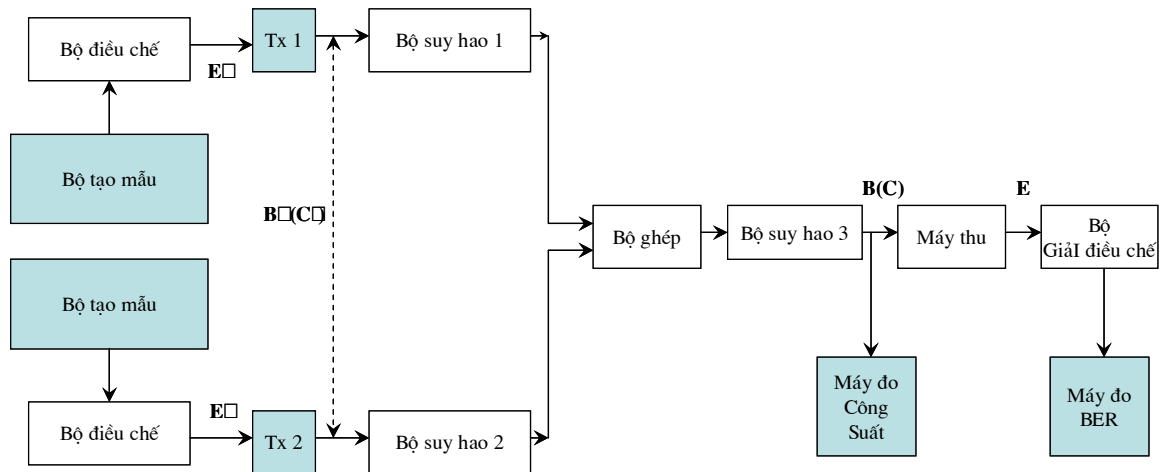 Bộ điều chế
E□
Tx 1
Bộ suy hao 1
Bộ tạo mẫu
B□(C□)
Bộ tạo mẫu
Bộ điều chế
E□
Tx 2
Bộ suy hao 2
Bộ ghép
Bộ suy hao 3
B(C)
Máy thu
E
Bộ
GiảI điều chế
Máy đo
Công
Suất
Máy đo
BER